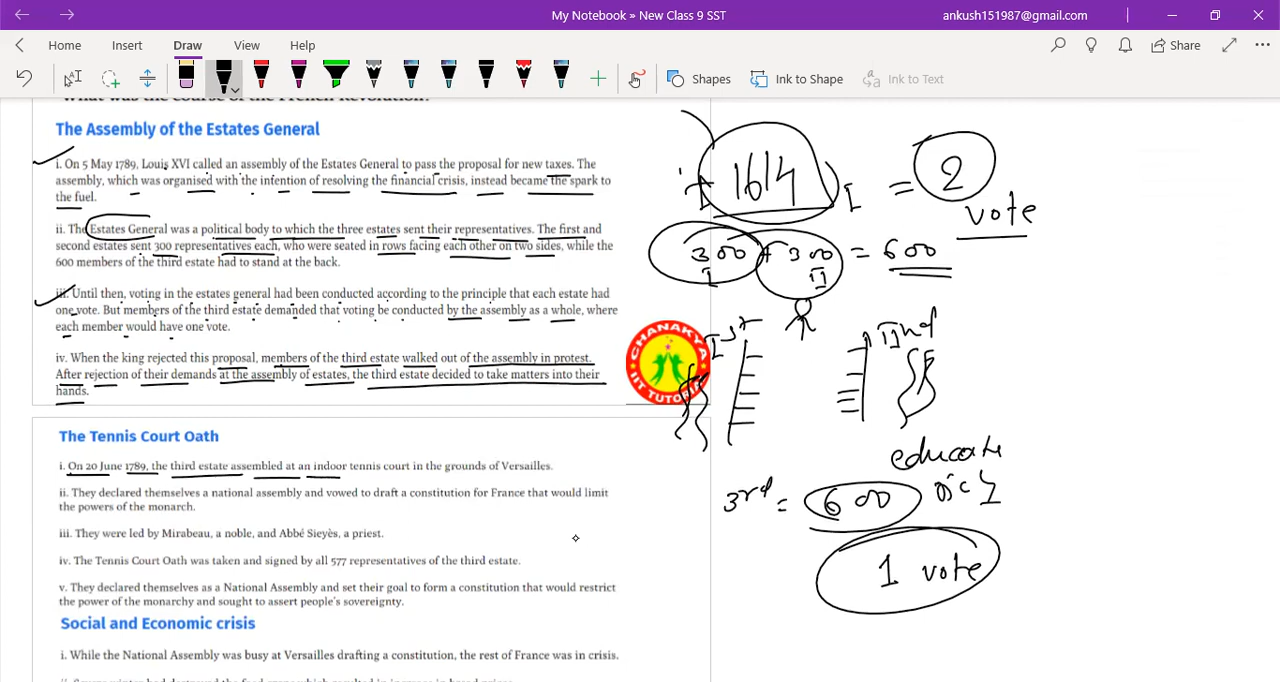 My Notebook » New Class 9 SST
ankush151987@gmail.com
Home Insert Draw View Help
Share
Shapes Ink to Shape Ink to Text
What was the course of the French Revolution?
The Assembly of the Estates General
i. On 5 May 1789, Louis XVI called an assembly of the Estates General to pass the proposal for new taxes. The
assembly, which was organised with the intention of resolving the financial crisis, instead became the spark to
the fuel.
ii. The Estates General was a political body to which the three estates sent their representatives. The first and
second estates sent 300 representatives each, who were seated in rows facing each other on two sides, while the
600 members of the third estate had to stand at the back.
iii. Until then, voting in the estates general had been conducted according to the principle that each estate had
one vote. But members of the third estate demanded that voting be conducted by the assembly as a whole, where
each member would have one vote.
iv. When the king rejected this proposal, members of the third estate walked out of the assembly in protest.
After rejection of their demands at the assembly of estates, the third estate decided to take matters into their
hands.
CHANAKYA
IIT TUTOR
The Tennis Court Oath
i. On 20 June 1789, the third estate assembled at an indoor tennis court in the grounds of Versailles.
ii. They declared themselves a national assembly and vowed to draft a constitution for France that would limit
the powers of the monarch.
iii. They were led by Mirabeau, a noble, and Abbé Sieyès, a priest.
iv. The Tennis Court Oath was taken and signed by all 577 representatives of the third estate.
v. They declared themselves as a National Assembly and set their goal to form a constitution that would restrict
the power of the monarchy and sought to assert people's sovereignty.
Social and Economic crisis
i. While the National Assembly was busy at Versailles drafting a constitution, the rest of France was in crisis.
1614
I = 2
vote
300 + 300 = 600
I II
Ist IInd
educate
3rd = 600
1 vote